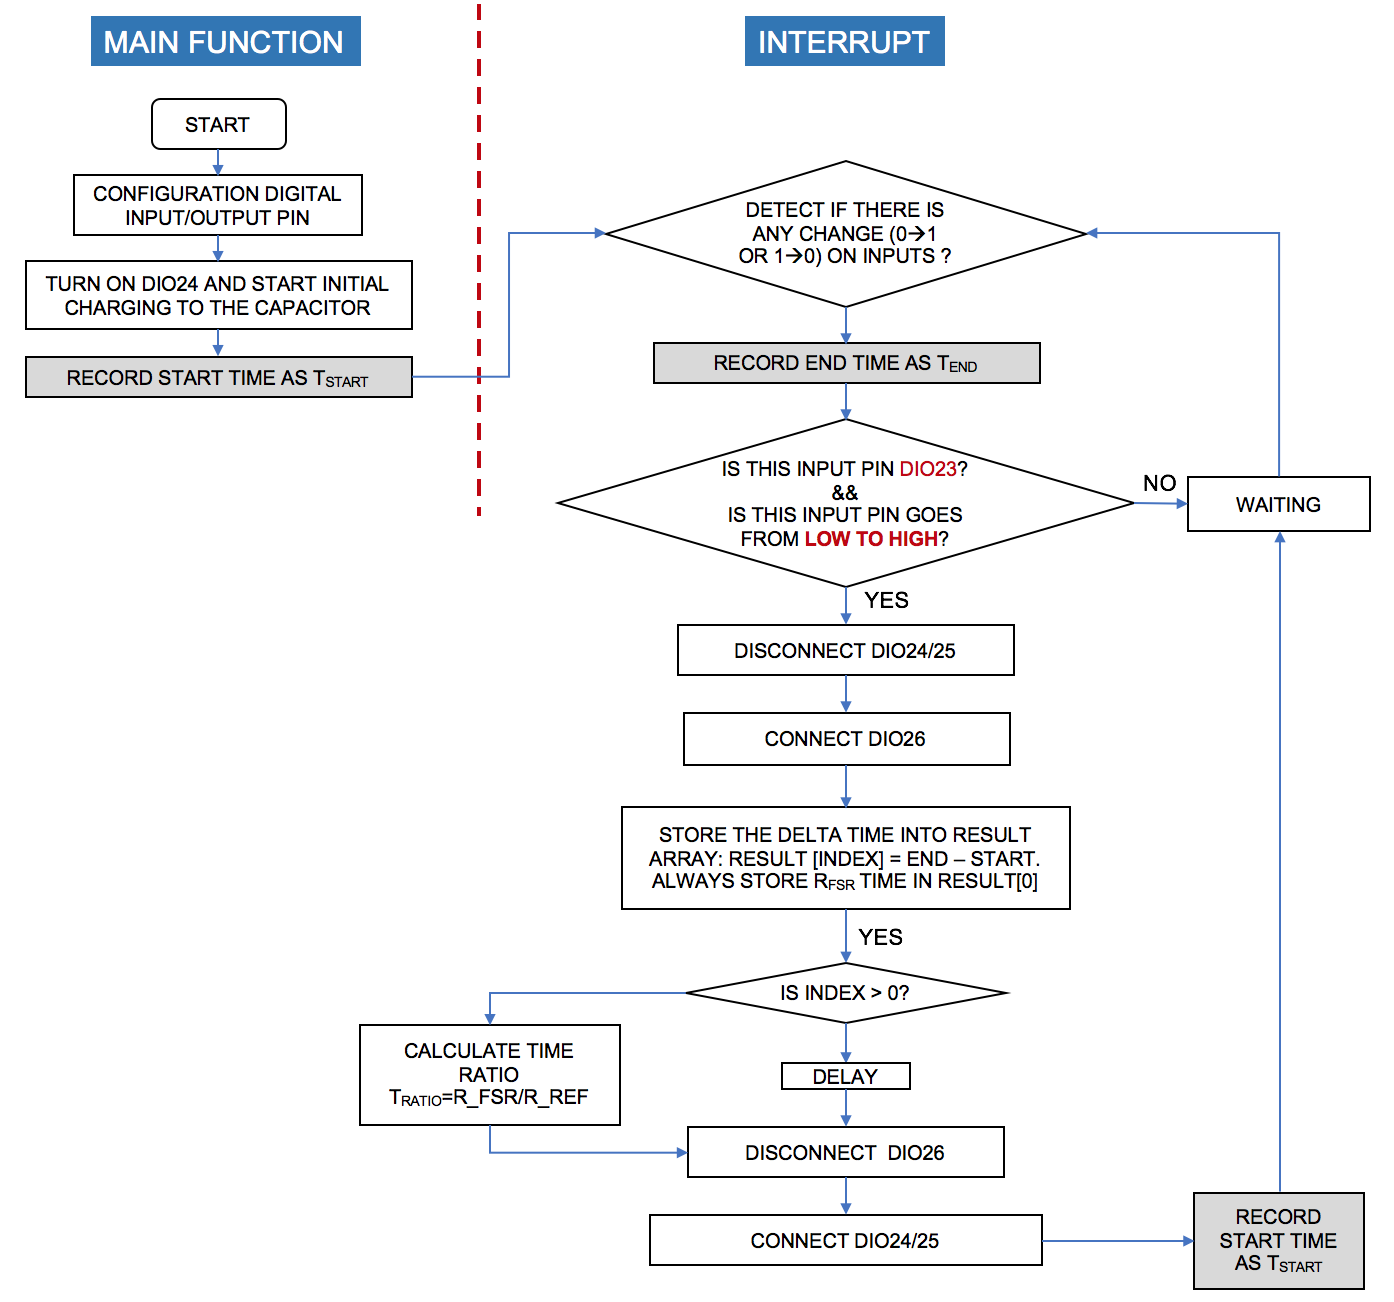 MAIN FUNCTION
INTERRUPT
START
CONFIGURATION DIGITAL
INPUT/OUTPUT PIN
TURN ON DIO24 AND START INITIAL
CHARGING TO THE CAPACITOR
RECORD START TIME AS TSTART
DETECT IF THERE IS
ANY CHANGE (0→1
OR 1→0) ON INPUTS ?
RECORD END TIME AS TEND
IS THIS INPUT PIN DIO23?
&&
IS THIS INPUT PIN GOES
FROM LOW TO HIGH?
NO
WAITING
YES
DISCONNECT DIO24/25
CONNECT DIO26
STORE THE DELTA TIME INTO RESULT
ARRAY: RESULT [INDEX] = END – START.
ALWAYS STORE RFSR TIME IN RESULT[0]
YES
IS INDEX > 0?
CALCULATE TIME
RATIO
TRATIO=R_FSR/R_REF
DELAY
DISCONNECT  DIO26
CONNECT DIO24/25
RECORD
START TIME
AS TSTART